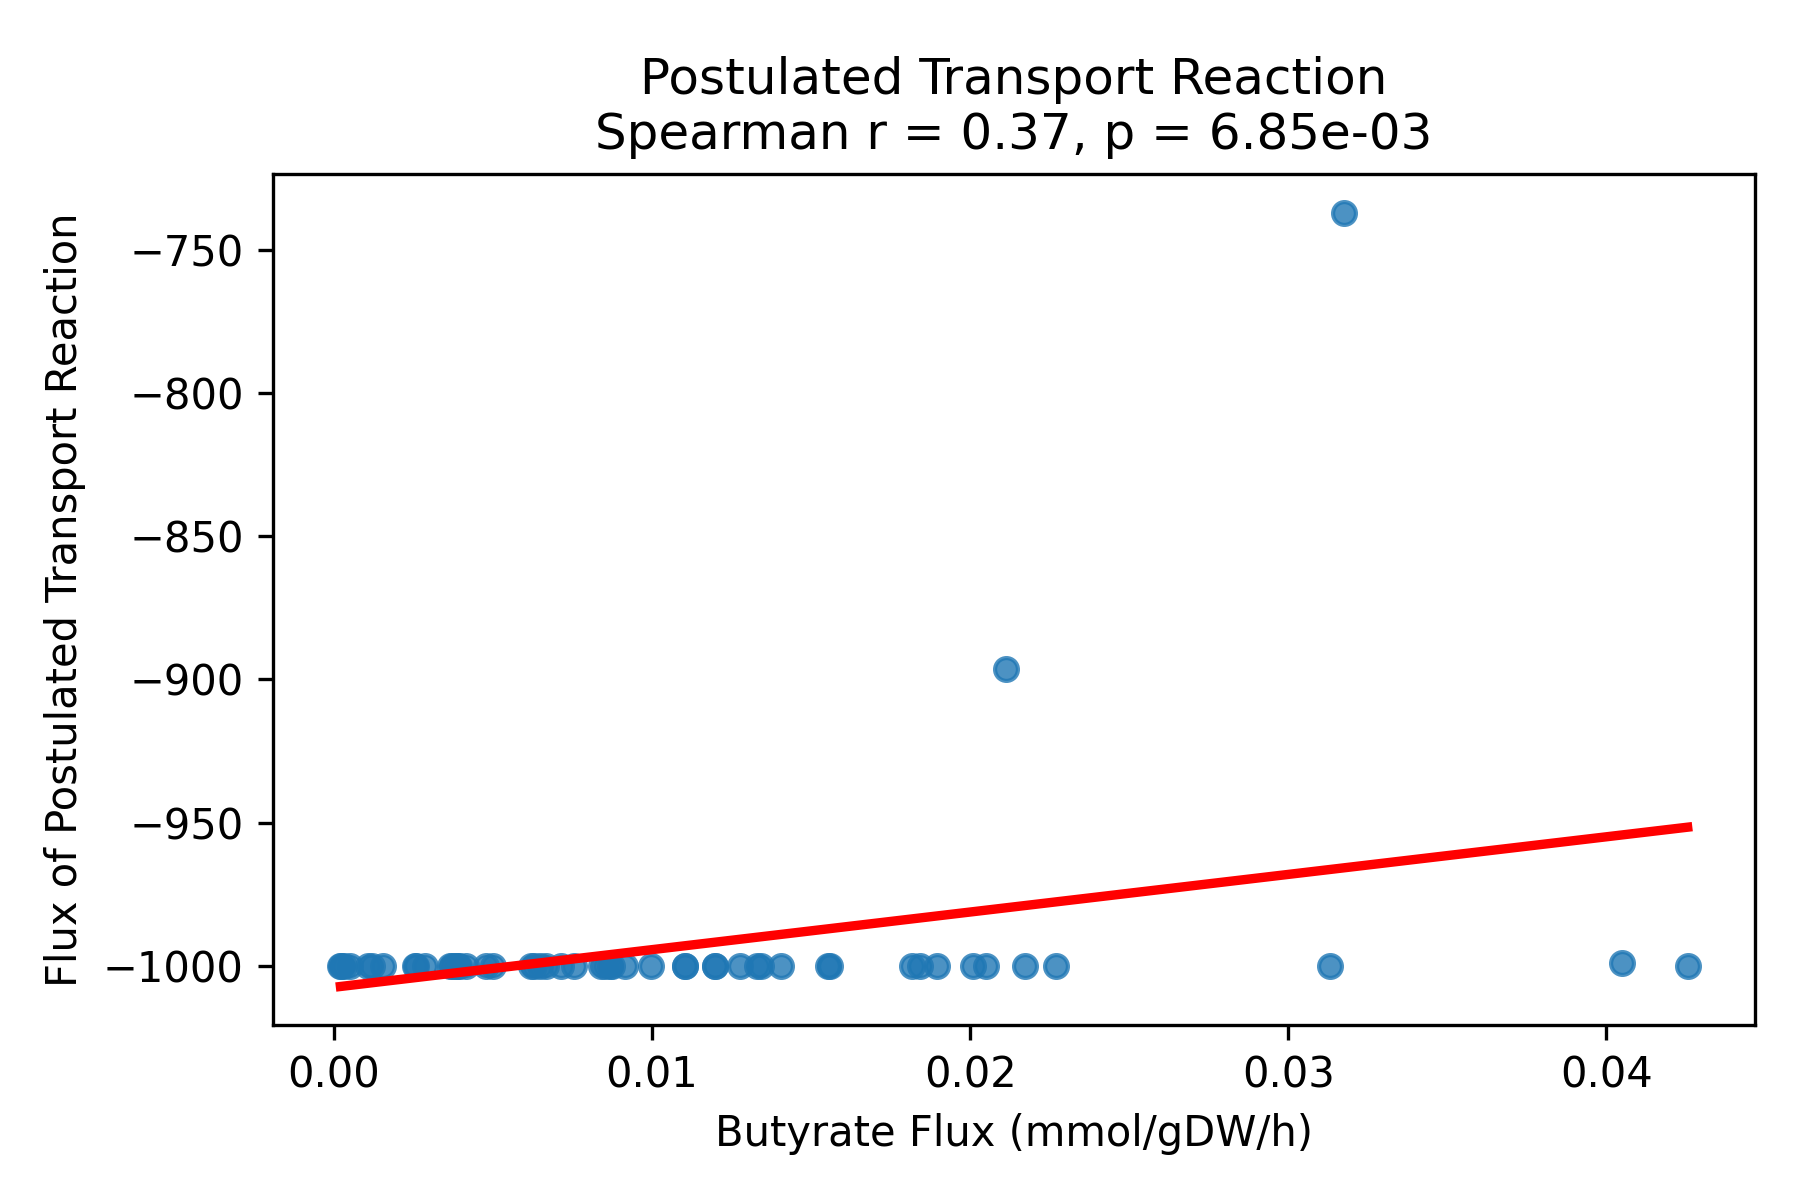 Postulated Transport Reaction
Spearman r = 0.37, p = 6.85e-03
Flux of Postulated Transport Reaction
−750
−800
−850
−900
−950
−1000
0.00 0.01 0.02 0.03 0.04
Butyrate Flux (mmol/gDW/h)